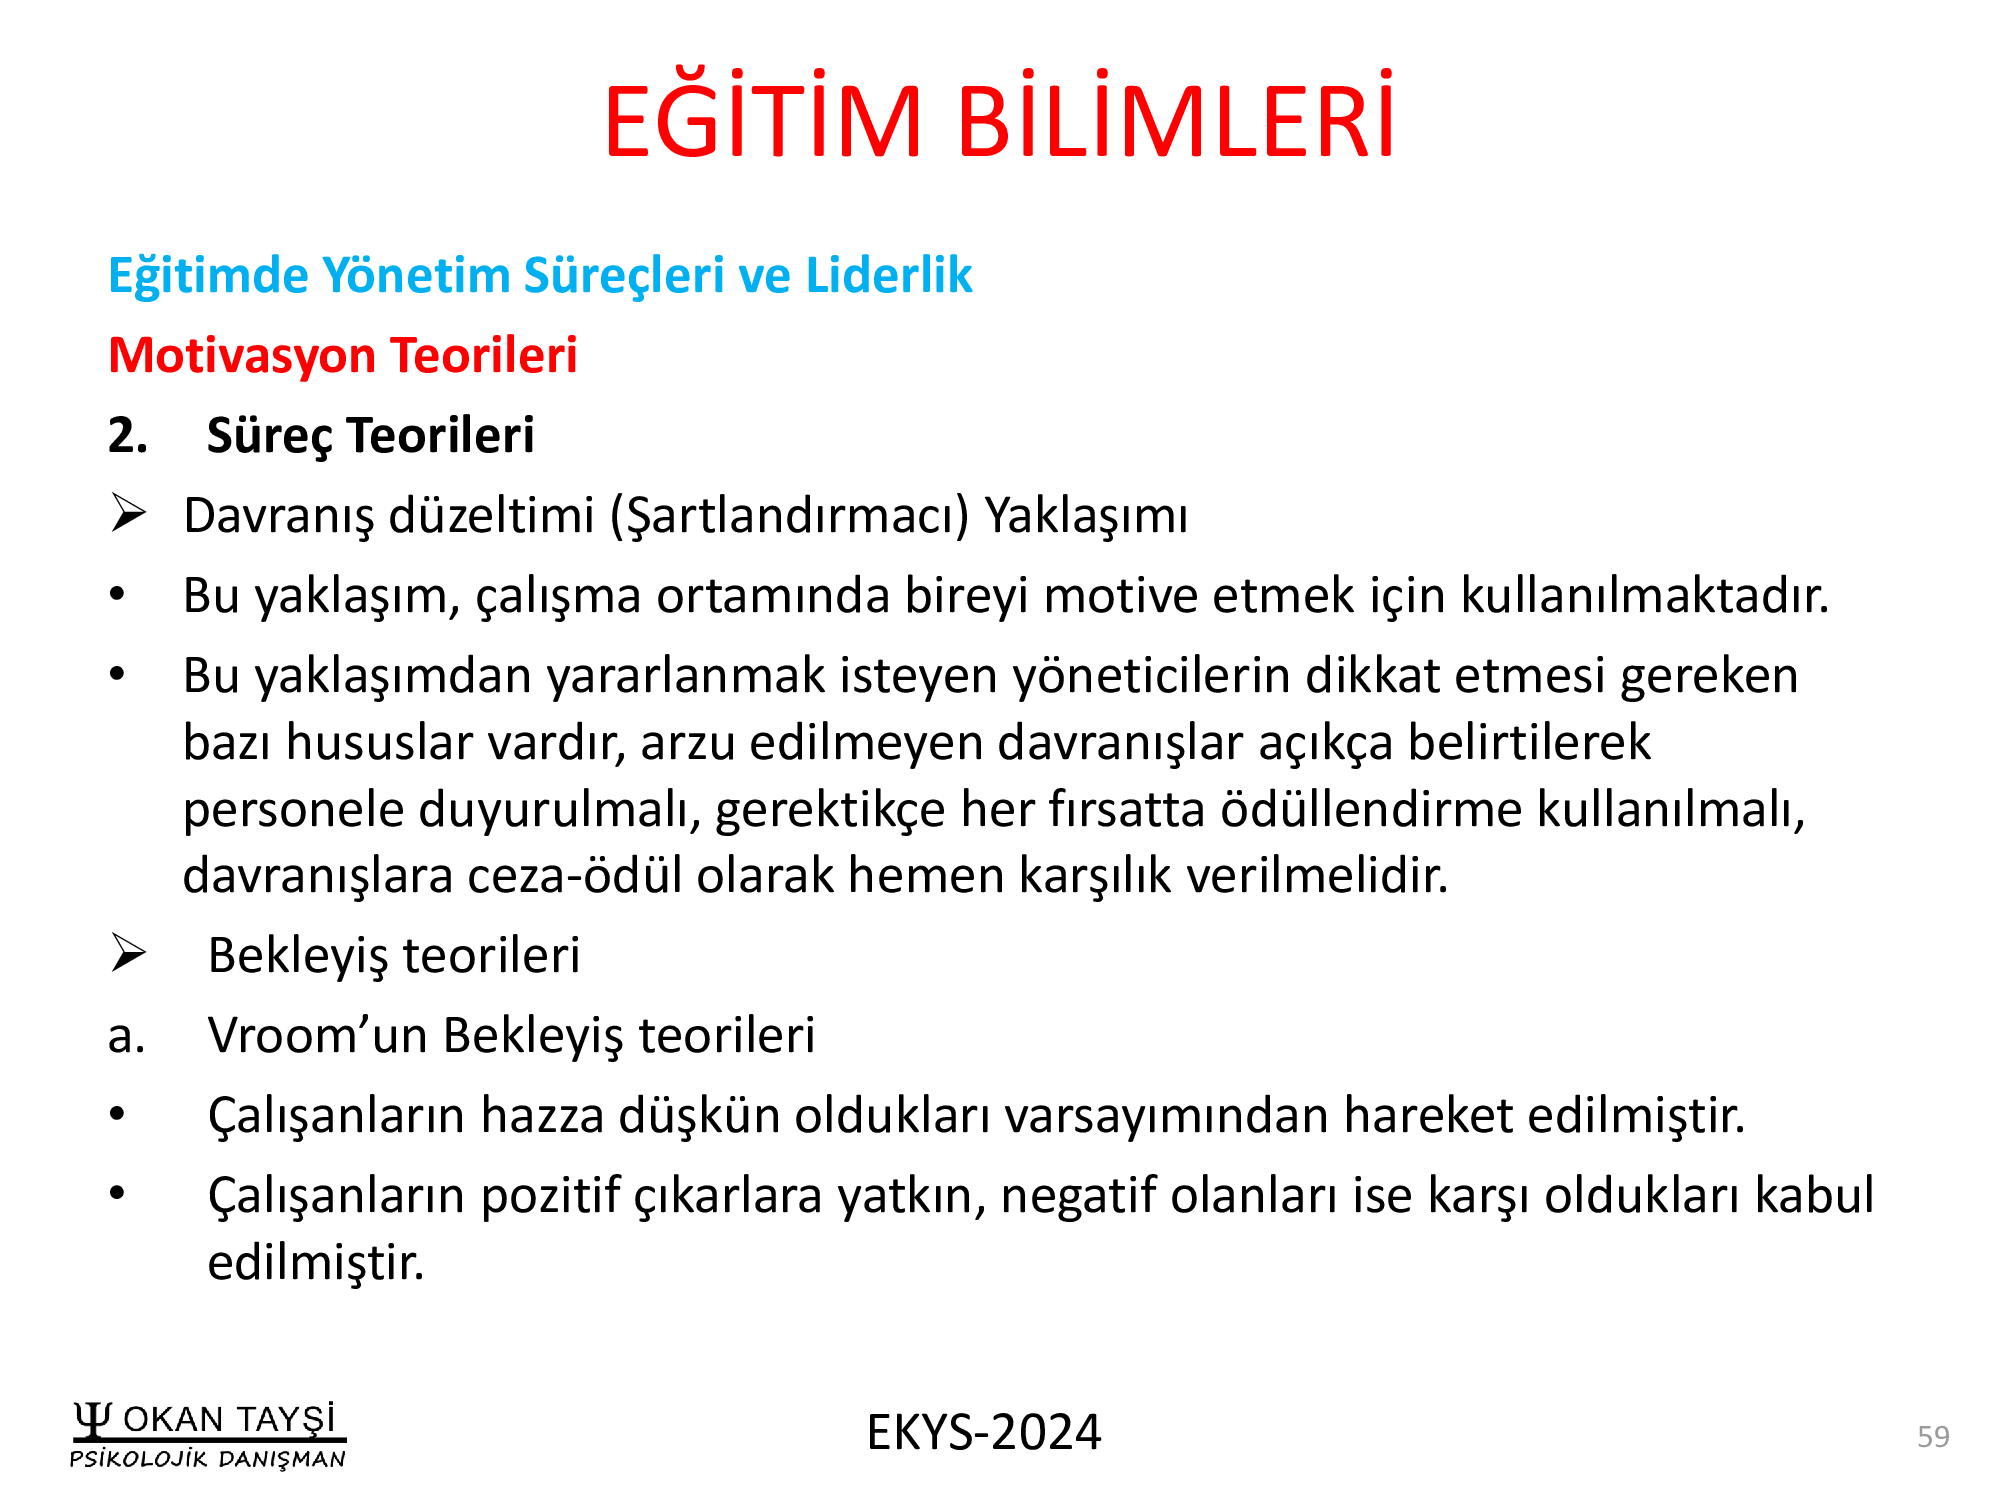 EĞİTİM BİLİMLERİ
Eğitimde Yönetim Süreçleri ve Liderlik
Motivasyon Teorileri
2. Süreç Teorileri
➢ Davranış düzeltimi (Şartlandırmacı) Yaklaşımı
• Bu yaklaşım, çalışma ortamında bireyi motive etmek için kullanılmaktadır.
• Bu yaklaşımdan yararlanmak isteyen yöneticilerin dikkat etmesi gereken
bazı hususlar vardır, arzu edilmeyen davranışlar açıkça belirtilerek
personele duyurulmalı, gerektikçe her fırsatta ödüllendirme kullanılmalı,
davranışlara ceza-ödül olarak hemen karşılık verilmelidir.
➢ Bekleyiş teorileri
a. Vroom’un Bekleyiş teorileri
• Çalışanların hazza düşkün oldukları varsayımından hareket edilmiştir.
• Çalışanların pozitif çıkarlara yatkın, negatif olanları ise karşı oldukları kabul
edilmiştir.
Ψ OKAN TAYŞİ
PSİKOLOJİK DANIŞMAN
EKYS-2024
59